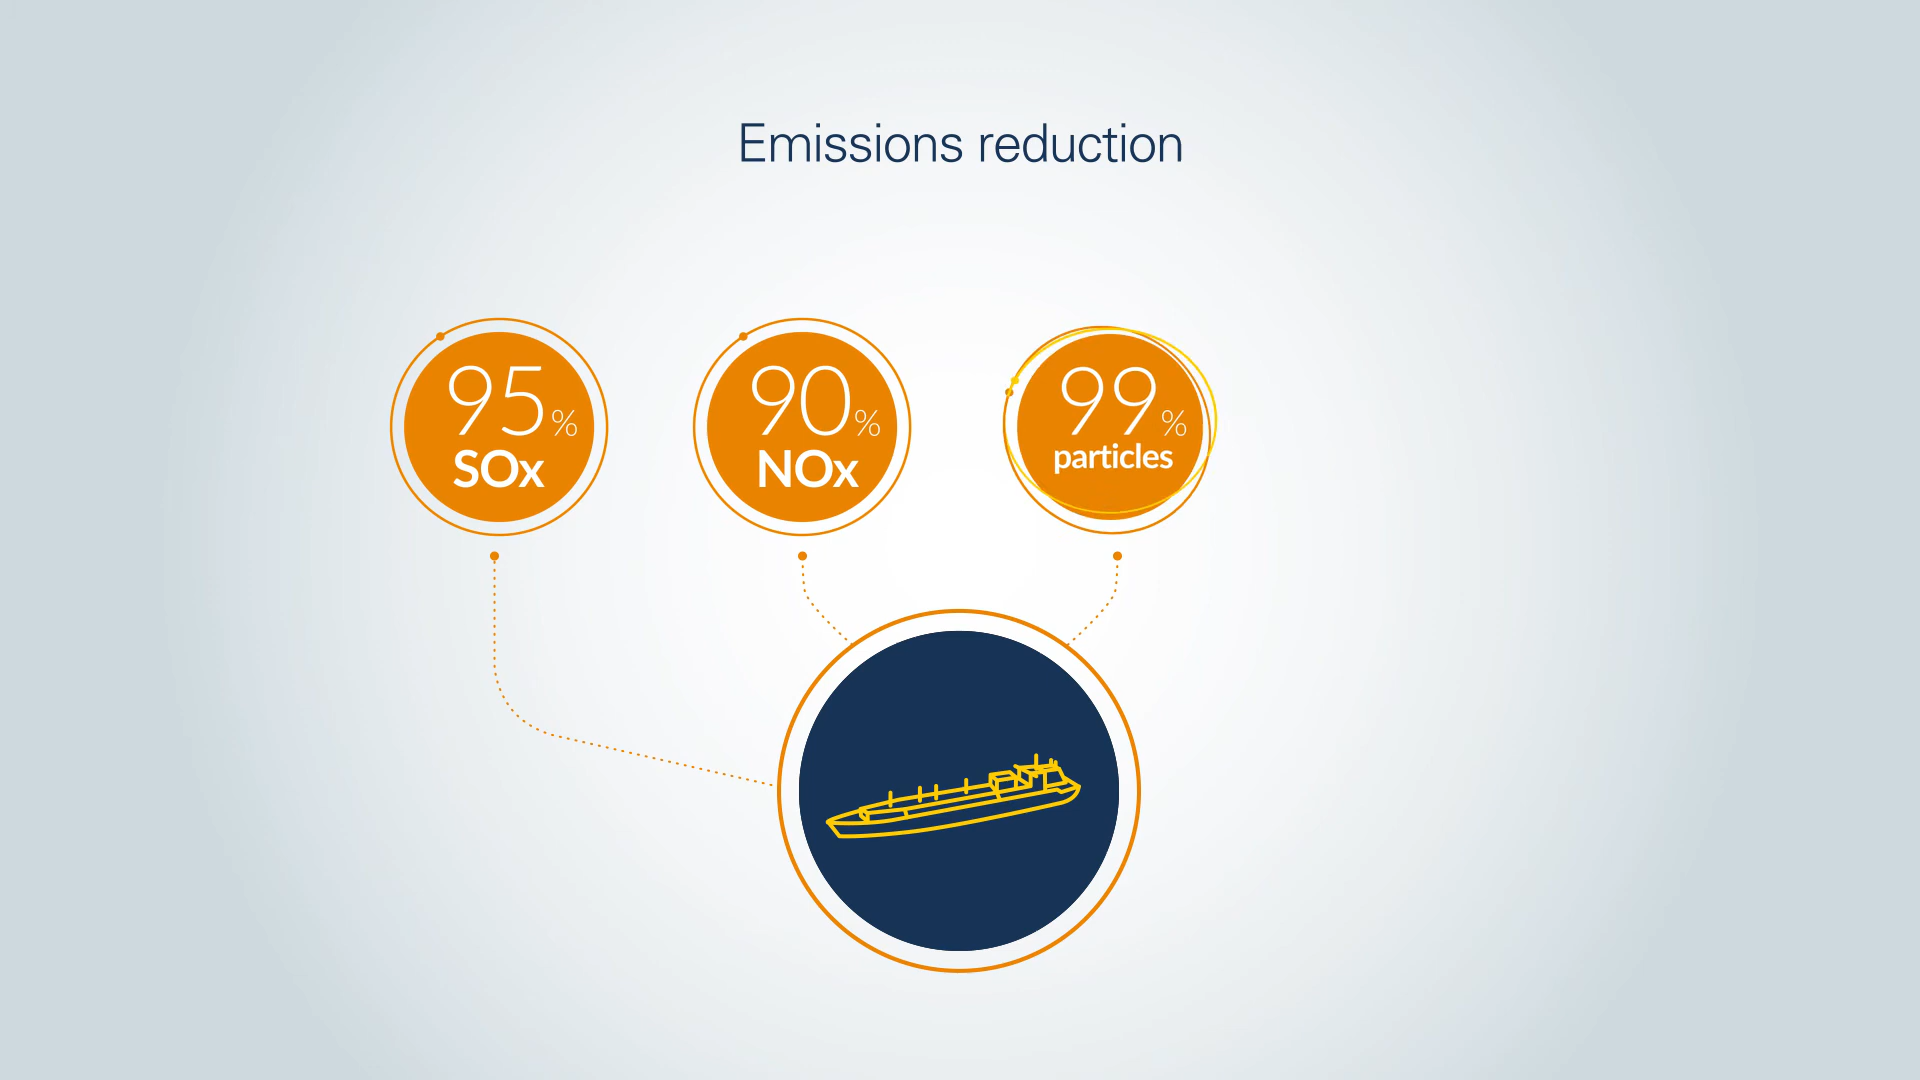 Emissions reduction
95%
SOx
90%
NOx
99%
particles